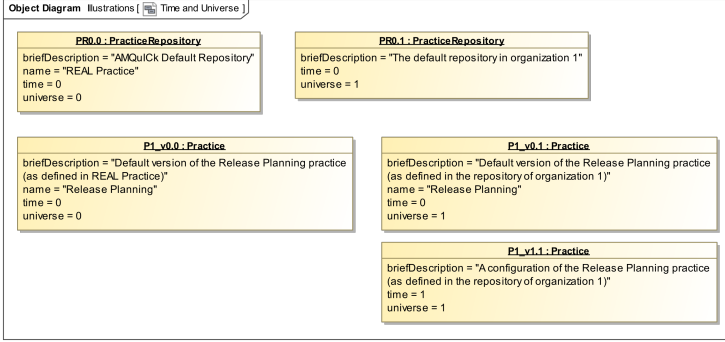 Object Diagram Illustrations [ Time and Universe ]
PR0.0 : PracticeRepository
briefDescription = "AMQuICk Default Repository"
name = "REAL Practice"
time = 0
universe = 0
PR0.1 : PracticeRepository
briefDescription = "The default repository in organization 1"
time = 0
universe = 1
P1_v0.0 : Practice
briefDescription = "Default version of the Release Planning practice
(as defined in REAL Practice)"
name = "Release Planning"
time = 0
universe = 0
P1_v0.1 : Practice
briefDescription = "Default version of the Release Planning practice
(as defined in the repository of organization 1)"
name = "Release Planning"
time = 0
universe = 1
P1_v1.1 : Practice
briefDescription = "A configuration of the Release Planning practice
(as defined in the repository of organization 1)"
time = 1
universe = 1